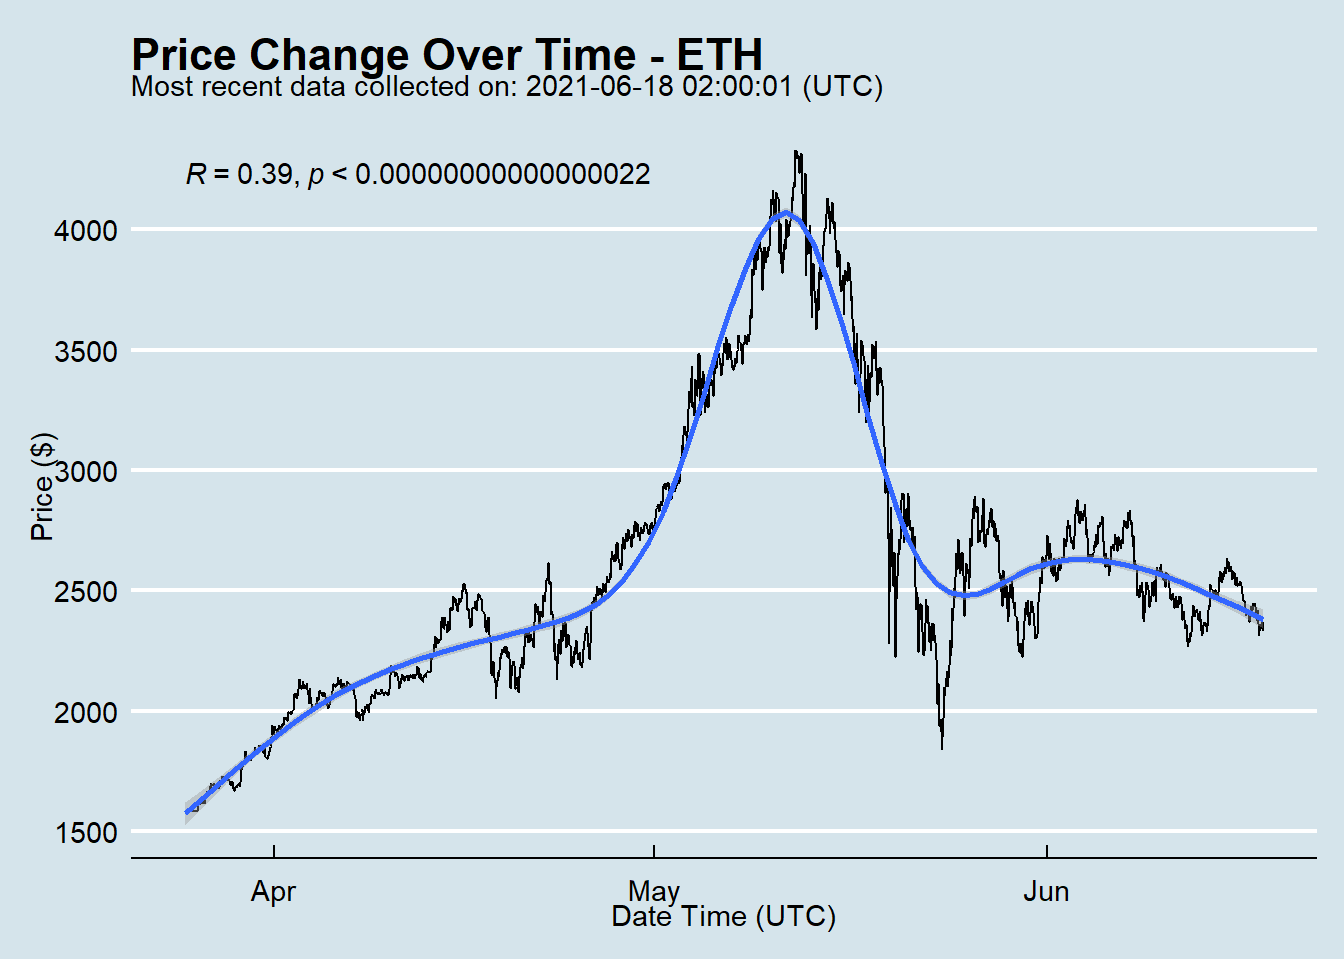 Price Change Over Time - ETH
Most recent data collected on: 2021-06-18 02:00:01 (UTC)
R = 0.39, p < 0.00000000000000022
4000
3500
3000
2500
2000
1500
Price ($)
Apr
May
Jun
Date Time (UTC)